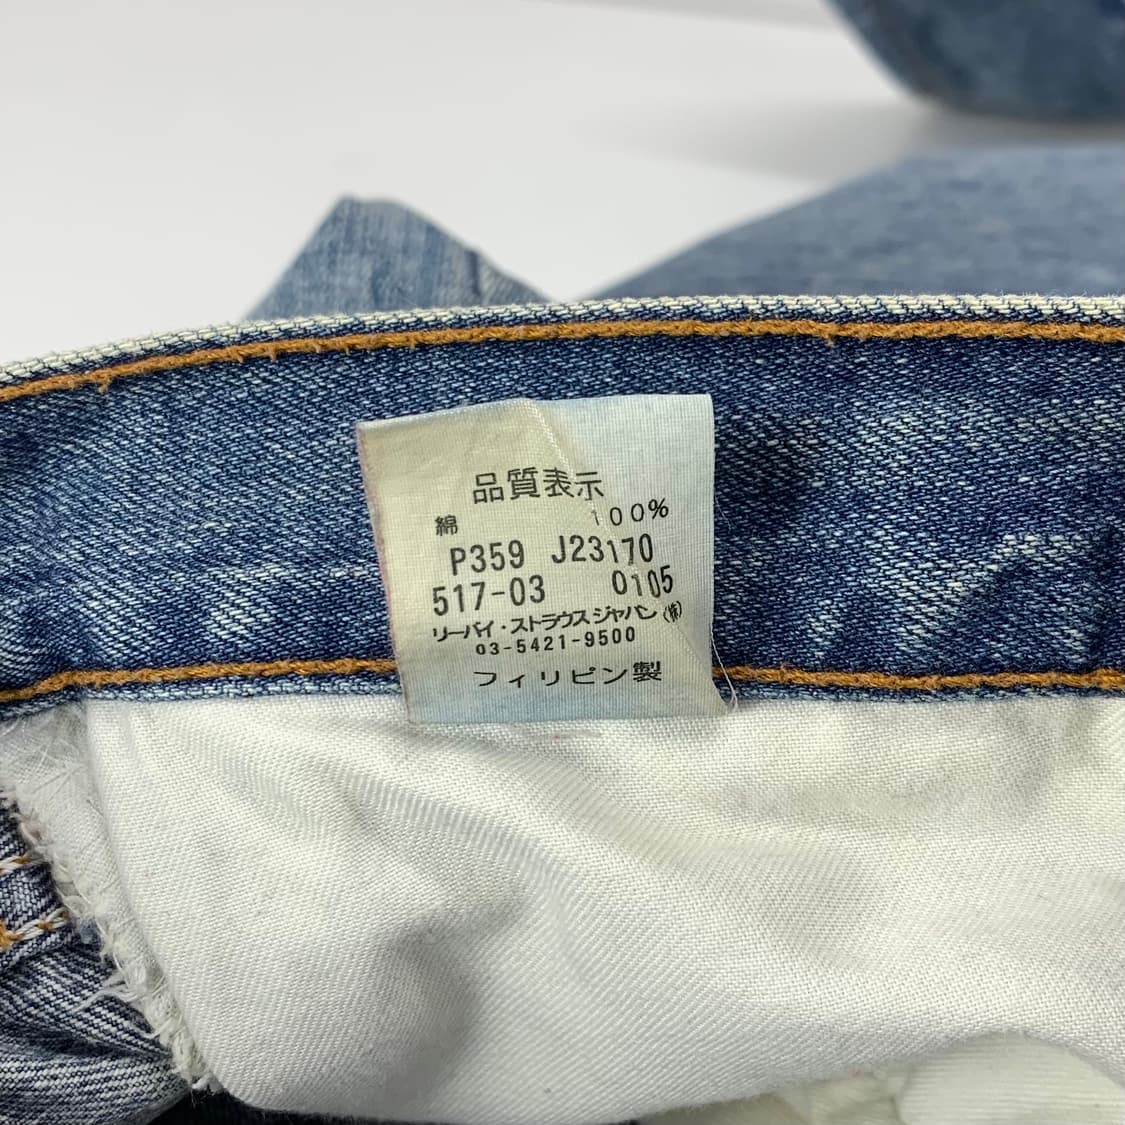 品質表示
綿 100%
P359 J23170
517-03 0105
リーバイ・ストラウスジャパン(株)
03-5421-9500
フィリピン製